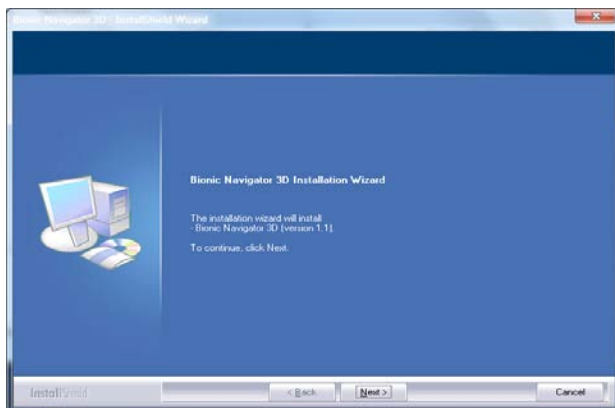 Bionic Navigator 3D - InstallShield Wizard
Bionic Navigator 3D Installation Wizard
The installation wizard will install
- Bionic Navigator 3D (version 1.1)
To continue, click Next.
InstallShield
< Back
Next >
Cancel